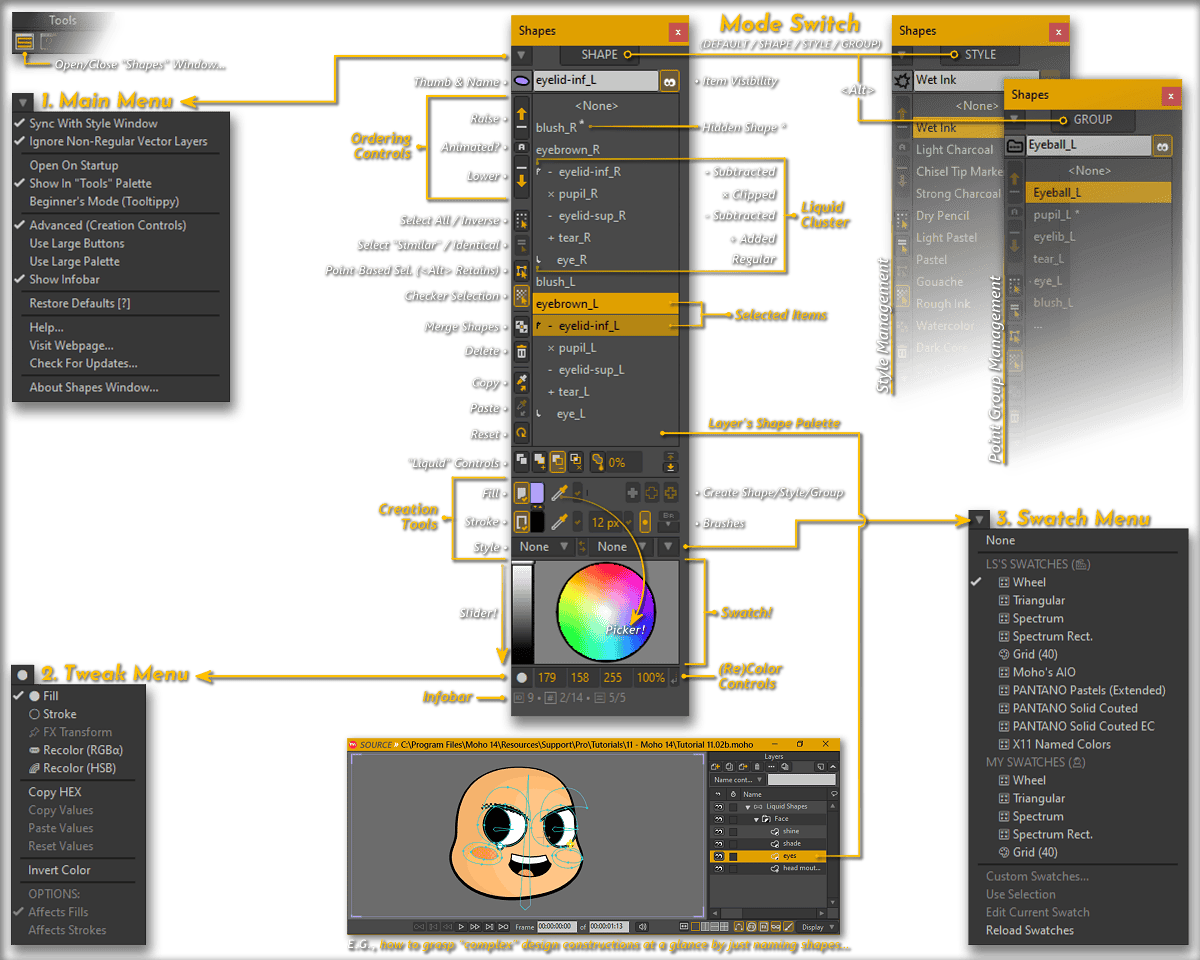 Tools
Open/Close "Shapes" Window...
1. Main Menu
Sync With Style Window
Ignore Non-Regular Vector Layers
Open On Startup
Show In "Tools" Palette
Beginner's Mode (Tooltippy)
Advanced (Creation Controls)
Use Large Buttons
Use Large Palette
Show Infobar
Restore Defaults [?]
Help...
Visit Webpage...
Check For Updates...
About Shapes Window...
Mode Switch
(DEFAULT / SHAPE / STYLE / GROUP)
<Alt>
Shapes
SHAPE
eyelid-inf_L
<None>
blush_R *
eyebrown_R
- eyelid-inf_R
× pupil_R
- eyelid-sup_R
+ tear_R
eye_R
blush_L
eyebrown_L
- eyelid-inf_L
× pupil_L
- eyelid-sup_L
+ tear_L
eye_L
0%
12 px
None
None
Picker!
179 158 255 100%
9 • 2/14 • 5/5
Thumb & Name
Ordering Controls
Raise
Animated?
Lower
Select All / Inverse
Select "Similar" / Identical
Point-Based Sel. (<Alt> Retains)
Checker Selection
Merge Shapes
Delete
Copy
Paste
Reset
"Liquid" Controls
Creation Tools
Fill
Stroke
Style
Slider!
Infobar
Item Visibility
Hidden Shape *
- Subtracted
× Clipped
- Subtracted
+ Added
Regular
Liquid Cluster
Selected Items
Layer's Shape Palette
Create Shape/Style/Group
Brushes
Swatch!
(Re)Color Controls
Shapes
STYLE
Wet Ink
<None>
Wet Ink
Light Charcoal
Chisel Tip Marke
Strong Charcoal
Dry Pencil
Light Pastel
Pastel
Gouache
Rough Ink
Watercolor
Style Management
Shapes
GROUP
Eyeball_L
<None>
Eyeball_L
pupil_L *
eyelib_L
tear_L
eye_L
blush_L
...
Point Group Management
2. Tweak Menu
Fill
Stroke
FX Transform
Recolor (RGBα)
Recolor (HSB)
Copy HEX
Copy Values
Paste Values
Reset Values
Invert Color
OPTIONS:
Affects Fills
Affects Strokes
3. Swatch Menu
None
LS'S SWATCHES
Wheel
Triangular
Spectrum
Spectrum Rect.
Grid (40)
Moho's AIO
PANTANO Pastels (Extended)
PANTANO Solid Couted
PANTANO Solid Couted EC
X11 Named Colors
MY SWATCHES
Wheel
Triangular
Spectrum
Spectrum Rect.
Grid (40)
Custom Swatches...
Use Selection
Edit Current Swatch
Reload Swatches
SOURCE » C:\Program Files\Moho 14\Resources\Support\Pro\Tutorials\11 - Moho 14\Tutorial 11.02b.moho
Layers
Name cont...
Name
Liquid Shapes
Face
shine
shade
eyes
head mout...
Frame 00:00:00:00 of 00:00:01:13
Display
E.G., how to grasp "complex" design constructions at a glance by just naming shapes...